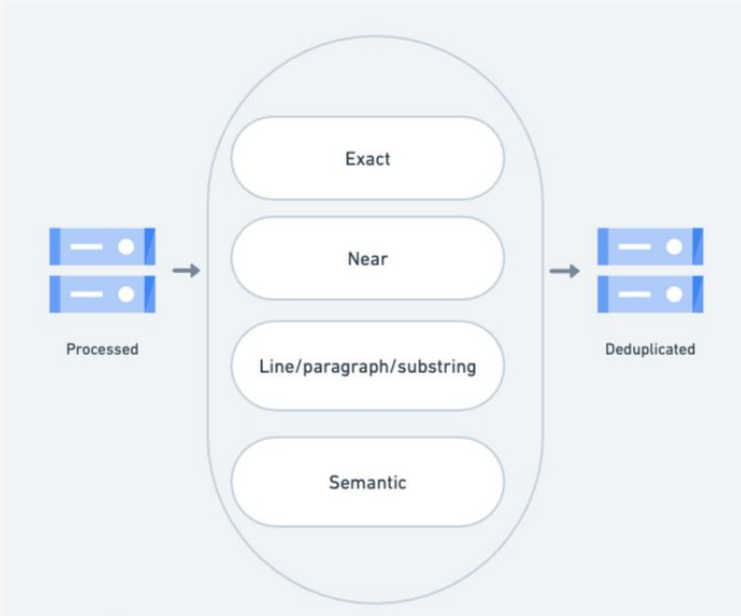 Exact
Near
Processed
Deduplicated
Line/paragraph/substring
Semantic